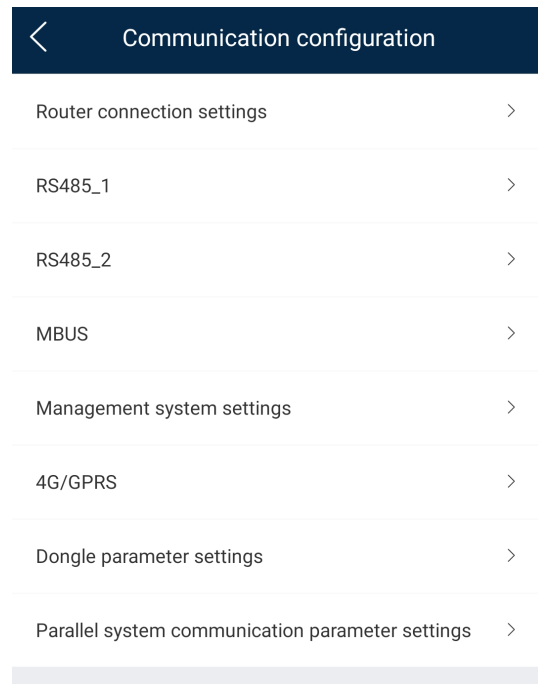 Communication configuration
Router connection settings
RS485_1
RS485_2
MBUS
Management system settings
4G/GPRS
Dongle parameter settings
Parallel system communication parameter settings